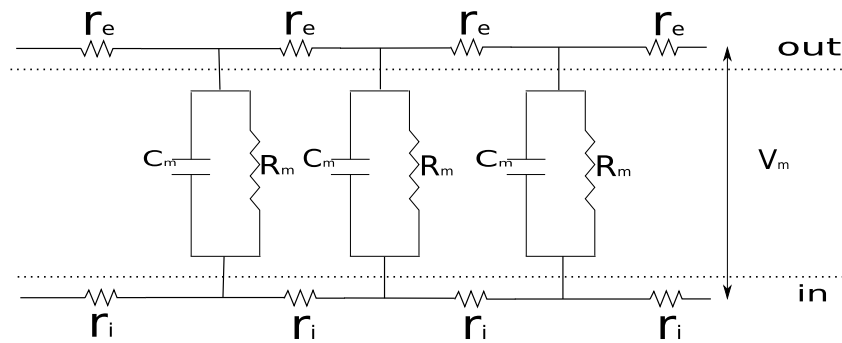 re re re re
out
Cm Rm Cm Rm Cm Rm Vm
in
ri ri ri ri